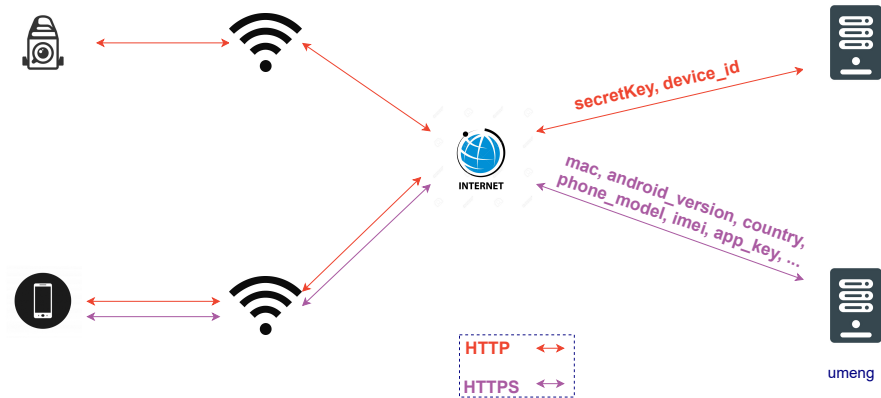 secretKey, device_id
INTERNET
mac, android_version, country,
phone_model, imei, app_key, ...
HTTP
HTTPS
umeng